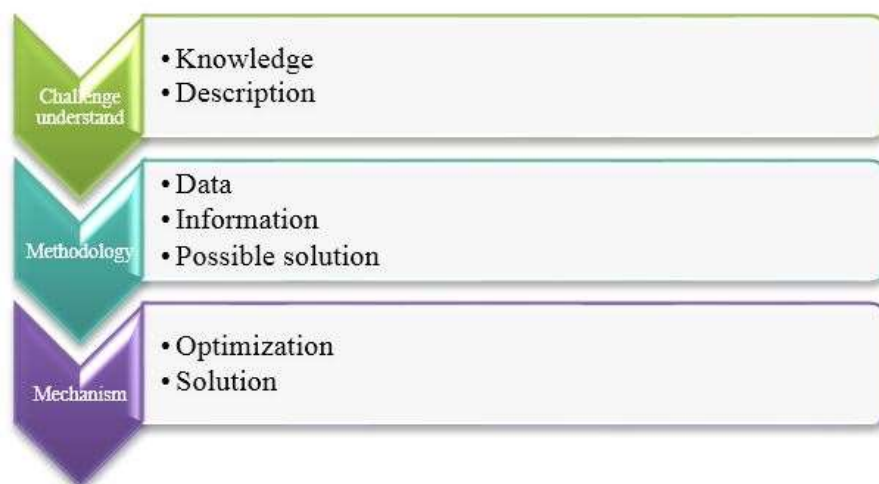 Challenge
understand
• Knowledge
• Description
Methodology
• Data
• Information
• Possible solution
Mechanism
• Optimization
• Solution